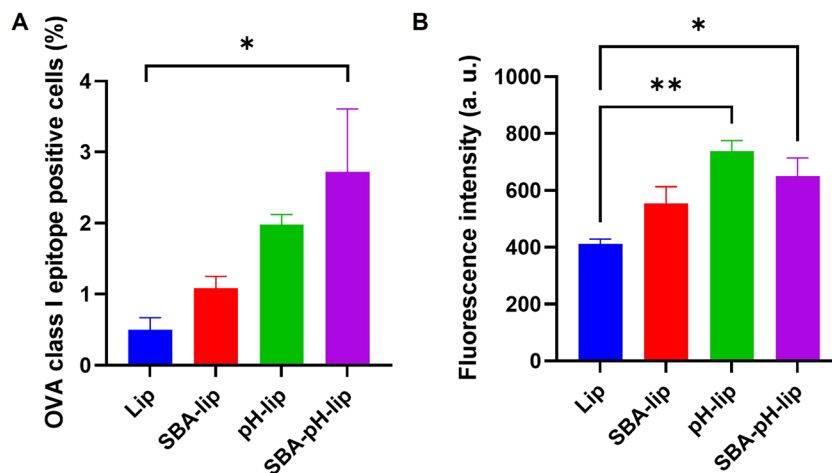 A
OVA class I epitope positive cells (%)
4
3
2
1
0
*
Lip
SBA-lip
pH-lip
SBA-pH-lip
B
Fluorescence intensity (a. u.)
1000
800
600
400
200
0
*
**
Lip
SBA-lip
pH-lip
SBA-pH-lip